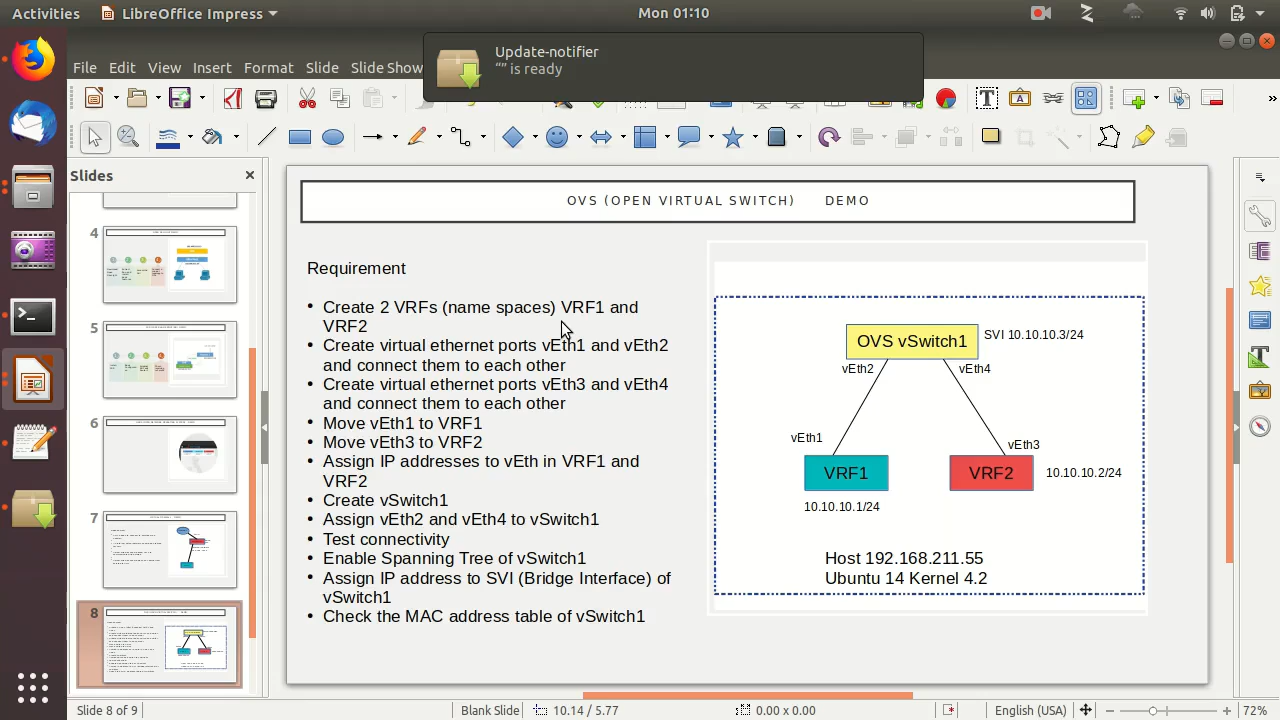 Activities
LibreOffice Impress
Mon 01:10
Update-notifier
“” is ready
File Edit View Insert Format Slide Slide Show
Slides
OVS (OPEN VIRTUAL SWITCH) DEMO
Requirement
• Create 2 VRFs (name spaces) VRF1 and
VRF2
• Create virtual ethernet ports vEth1 and vEth2
and connect them to each other
• Create virtual ethernet ports vEth3 and vEth4
and connect them to each other
• Move vEth1 to VRF1
• Move vEth3 to VRF2
• Assign IP addresses to vEth in VRF1 and
VRF2
• Create vSwitch1
• Assign vEth2 and vEth4 to vSwitch1
• Test connectivity
• Enable Spanning Tree of vSwitch1
• Assign IP address to SVI (Bridge Interface) of
vSwitch1
• Check the MAC address table of vSwitch1
OVS vSwitch1
SVI 10.10.10.3/24
vEth2
vEth4
vEth1
vEth3
VRF1
VRF2
10.10.10.2/24
10.10.10.1/24
Host 192.168.211.55
Ubuntu 14 Kernel 4.2
4
5
6
7
8
Slide 8 of 9
Blank Slide
10.14 / 5.77
0.00 x 0.00
English (USA)
72%